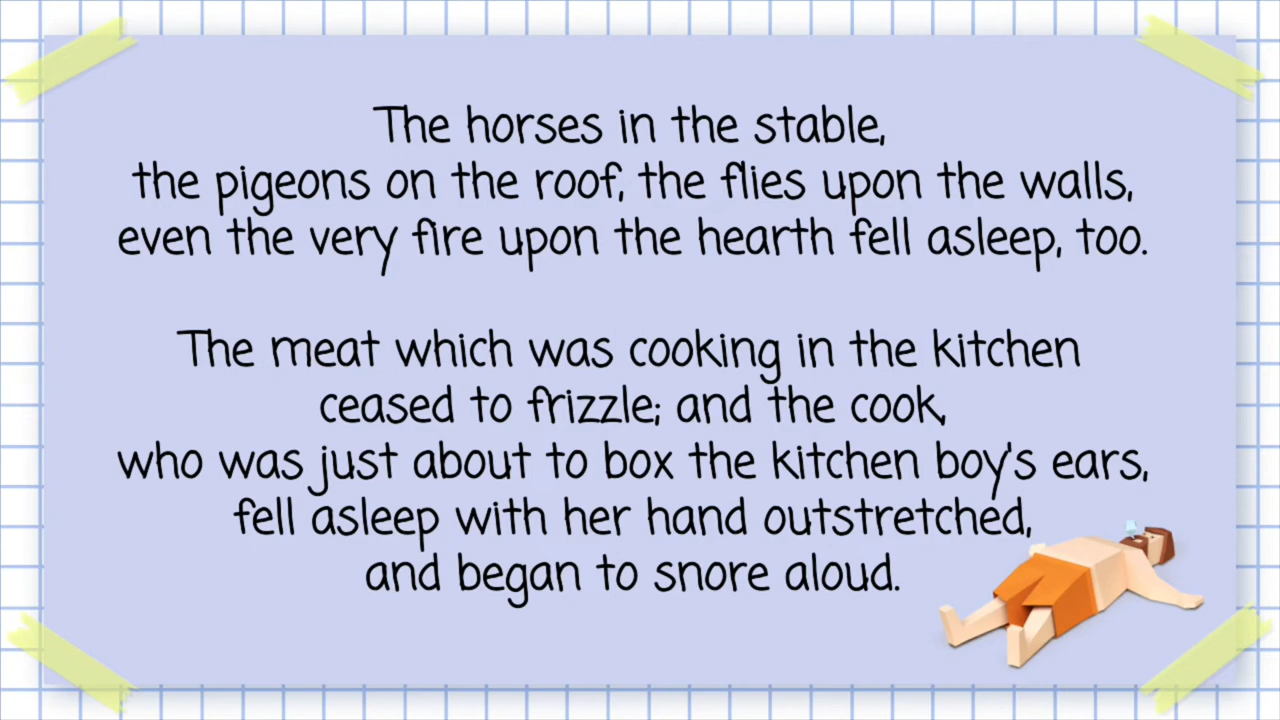 The horses in the stable,
the pigeons on the roof, the flies upon the walls,
even the very fire upon the hearth fell asleep, too.
The meat which was cooking in the kitchen
ceased to frizzle; and the cook,
who was just about to box the kitchen boy's ears,
fell asleep with her hand outstretched,
and began to snore aloud.